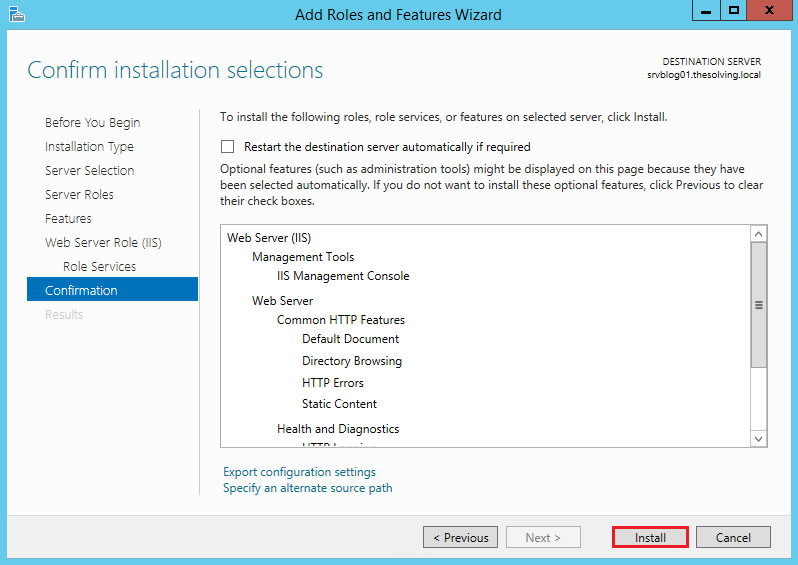 Add Roles and Features Wizard
Confirm installation selections
DESTINATION SERVER
srvblog01.thesolving.local
Before You Begin
Installation Type
Server Selection
Server Roles
Features
Web Server Role (IIS)
Role Services
Confirmation
Results
To install the following roles, role services, or features on selected server, click Install.
Restart the destination server automatically if required
Optional features (such as administration tools) might be displayed on this page because they have
been selected automatically. If you do not want to install these optional features, click Previous to clear
their check boxes.
Web Server (IIS)
Management Tools
IIS Management Console
Web Server
Common HTTP Features
Default Document
Directory Browsing
HTTP Errors
Static Content
Health and Diagnostics
Export configuration settings
Specify an alternate source path
< Previous
Next >
Install
Cancel